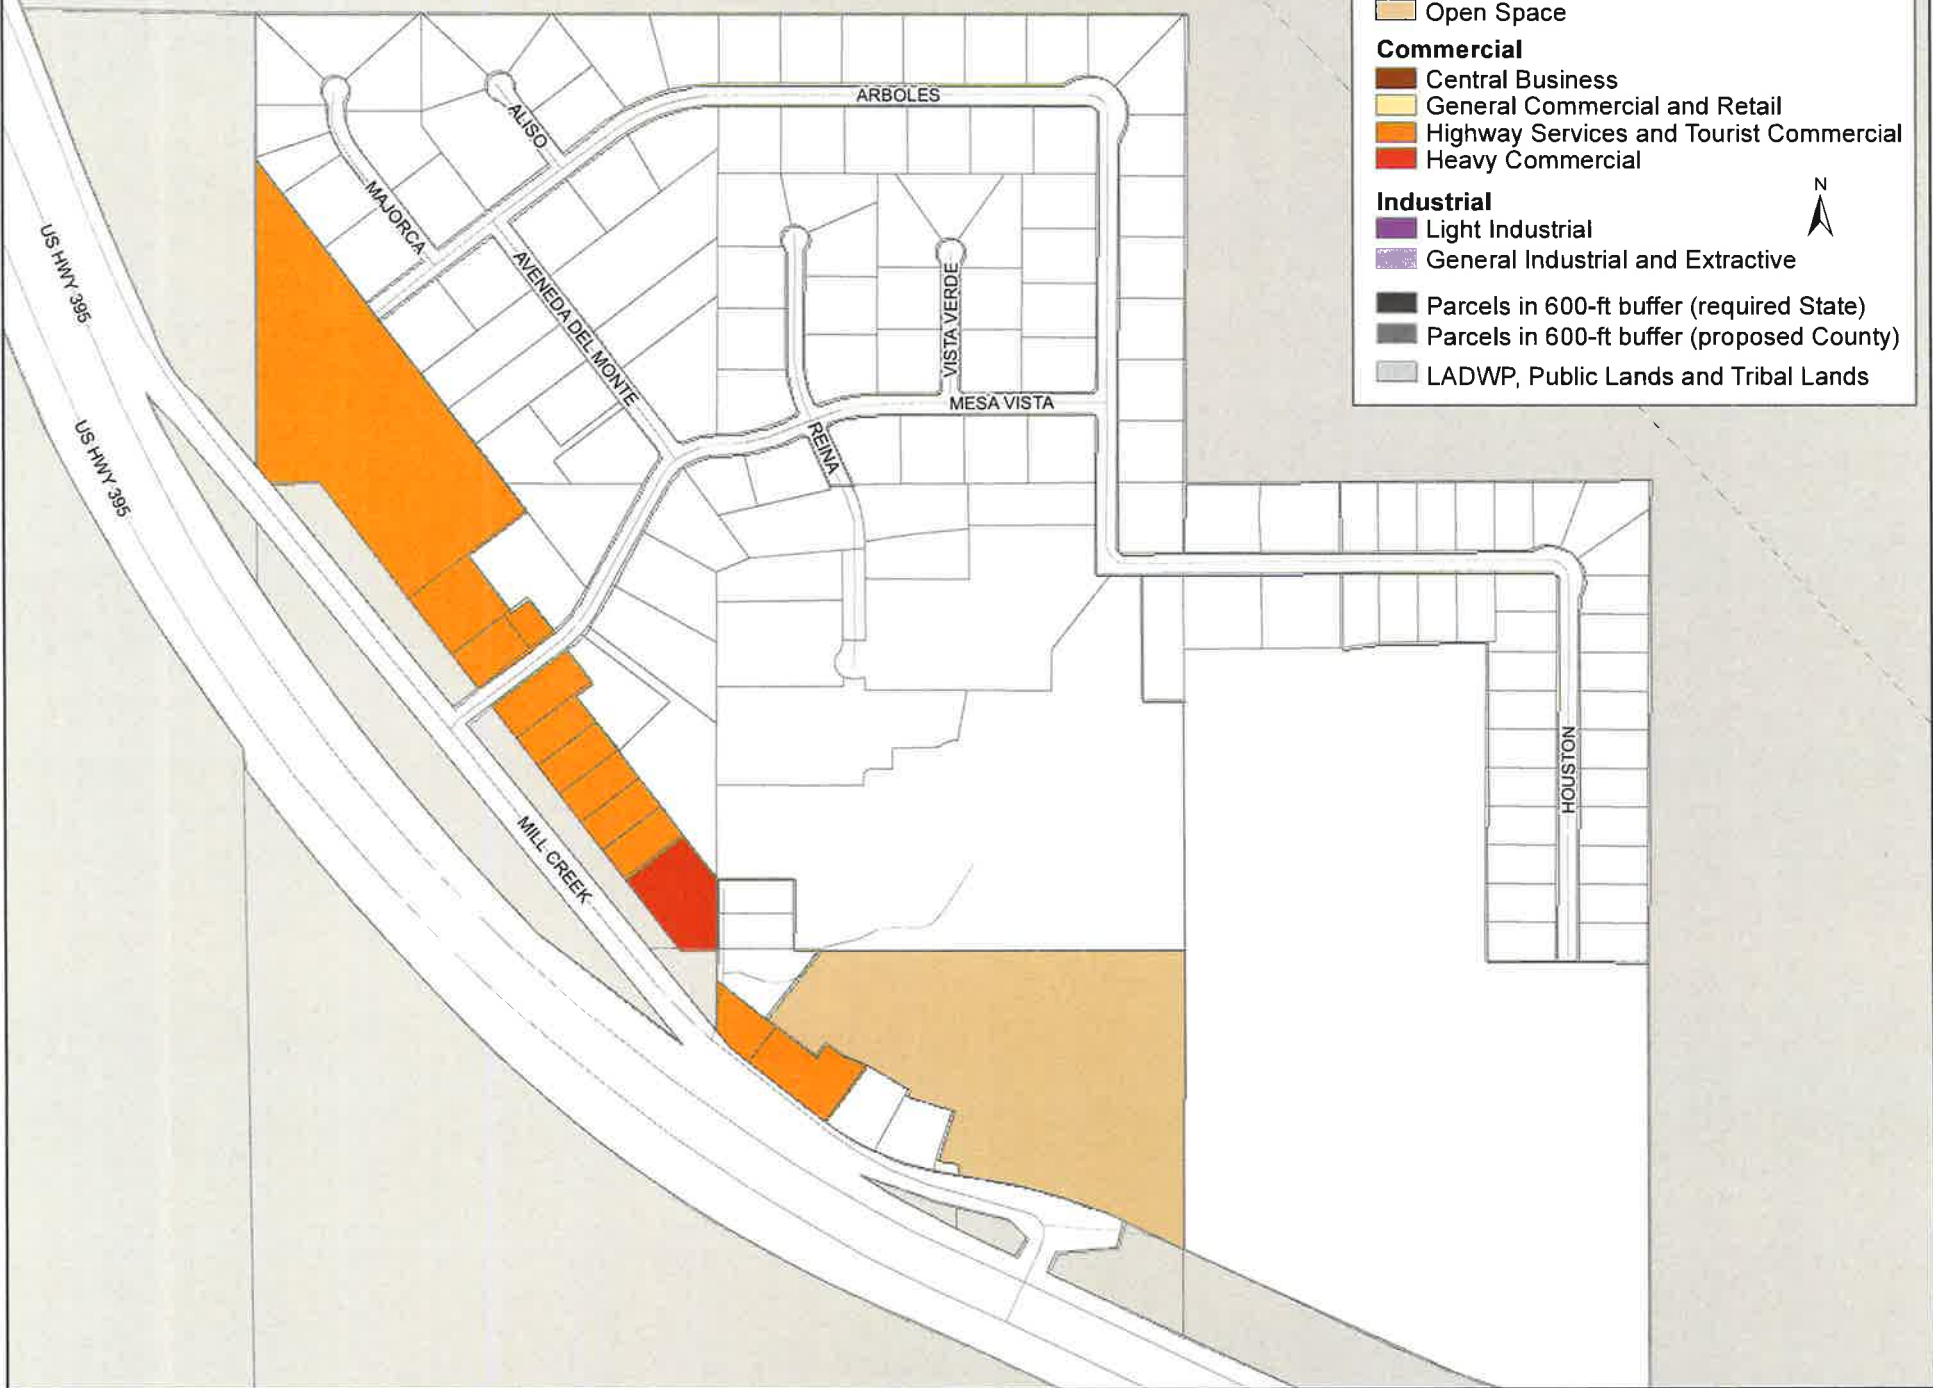 Open Space
Commercial
Central Business
General Commercial and Retail
Highway Services and Tourist Commercial
Heavy Commercial
Industrial
Light Industrial
General Industrial and Extractive
Parcels in 600-ft buffer (required State)
Parcels in 600-ft buffer (proposed County)
LADWP, Public Lands and Tribal Lands
N
ARBOLES
ALISO
MAJORCA
AVENEDA DEL MONTE
US HWY 395
US HWY 395
VISTA VERDE
MESA VISTA
REINA
HOUSTON
MILL CREEK